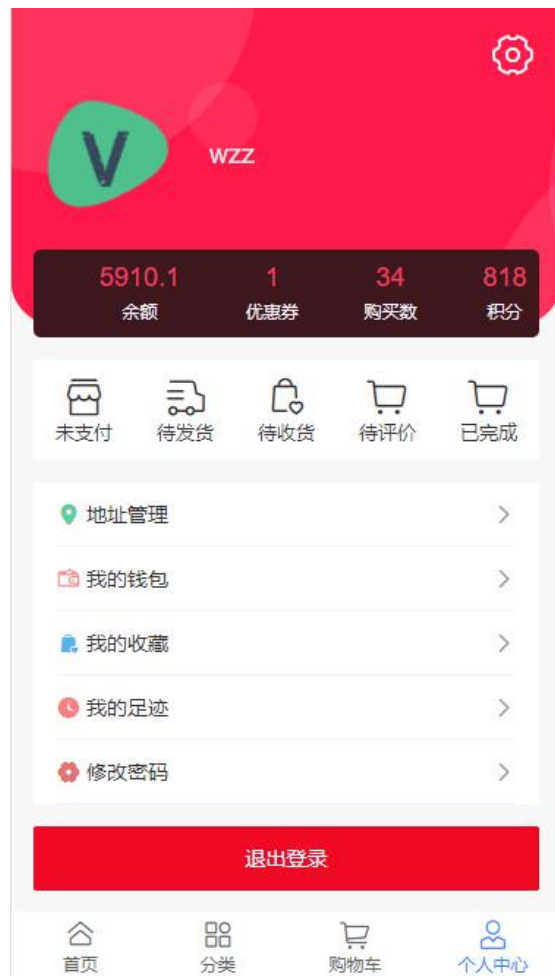 V
wzz
5910.1 1 34 818
余额 优惠券 购买数 积分
未支付 待发货 待收货 待评价 已完成
地址管理
我的钱包
我的收藏
我的足迹
修改密码
退出登录
首页 分类 购物车 个人中心